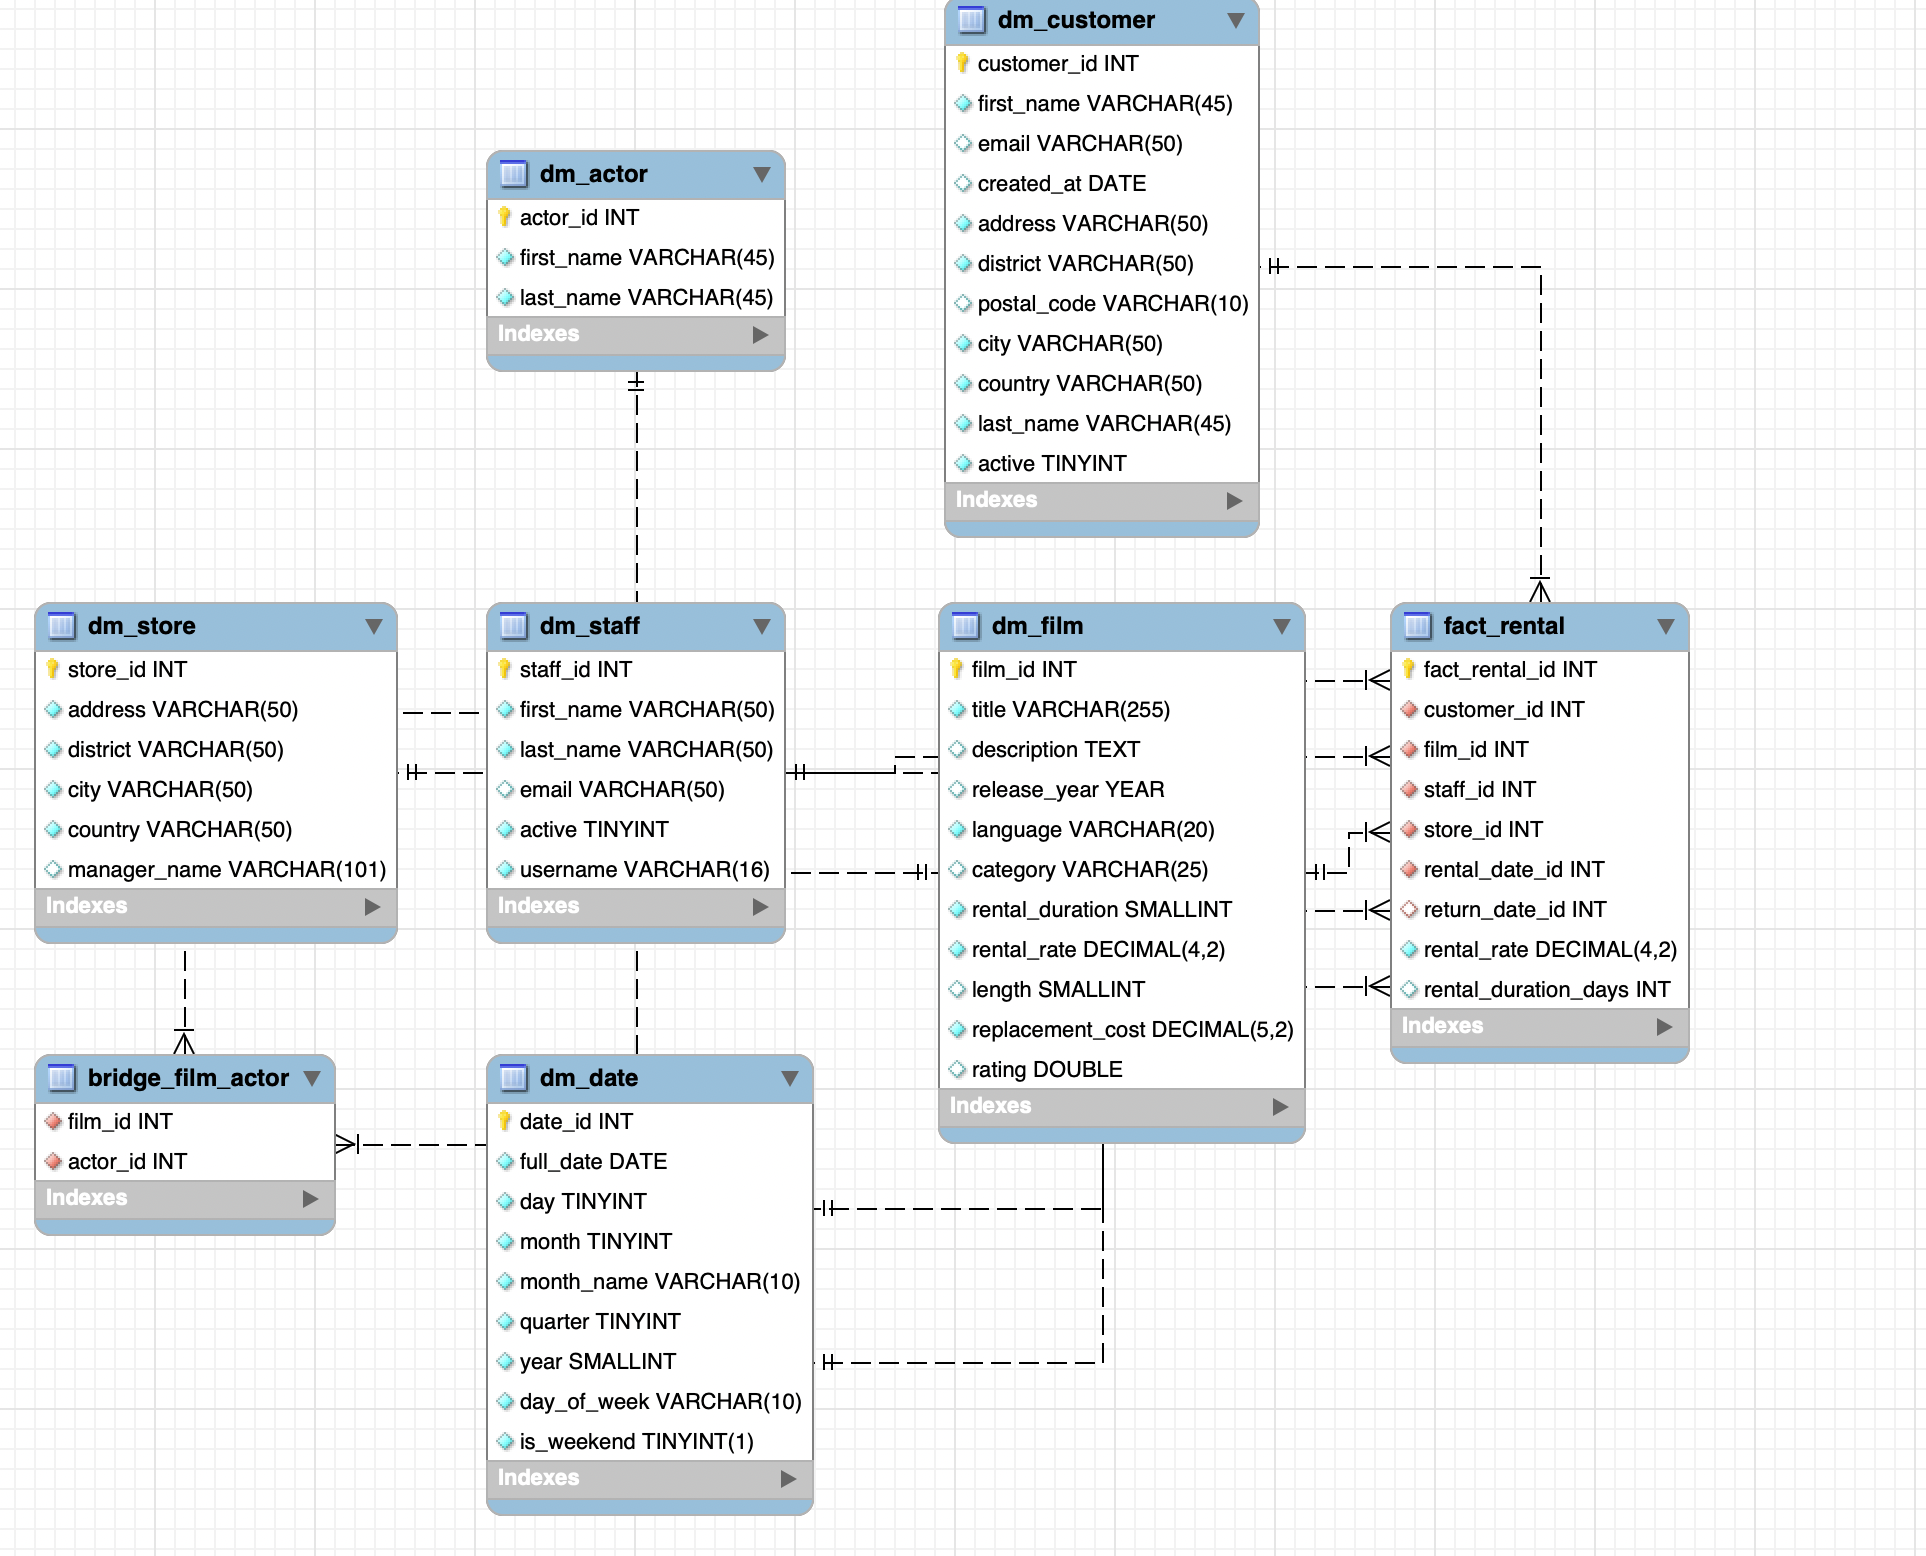 dm_customer
customer_id INT
first_name VARCHAR(45)
email VARCHAR(50)
created_at DATE
address VARCHAR(50)
district VARCHAR(50)
postal_code VARCHAR(10)
city VARCHAR(50)
country VARCHAR(50)
last_name VARCHAR(45)
active TINYINT
Indexes
dm_actor
actor_id INT
first_name VARCHAR(45)
last_name VARCHAR(45)
Indexes
dm_store
store_id INT
address VARCHAR(50)
district VARCHAR(50)
city VARCHAR(50)
country VARCHAR(50)
manager_name VARCHAR(101)
Indexes
dm_staff
staff_id INT
first_name VARCHAR(50)
last_name VARCHAR(50)
email VARCHAR(50)
active TINYINT
username VARCHAR(16)
Indexes
dm_film
film_id INT
title VARCHAR(255)
description TEXT
release_year YEAR
language VARCHAR(20)
category VARCHAR(25)
rental_duration SMALLINT
rental_rate DECIMAL(4,2)
length SMALLINT
replacement_cost DECIMAL(5,2)
rating DOUBLE
Indexes
fact_rental
fact_rental_id INT
customer_id INT
film_id INT
staff_id INT
store_id INT
rental_date_id INT
return_date_id INT
rental_rate DECIMAL(4,2)
rental_duration_days INT
Indexes
bridge_film_actor
film_id INT
actor_id INT
Indexes
dm_date
date_id INT
full_date DATE
day TINYINT
month TINYINT
month_name VARCHAR(10)
quarter TINYINT
year SMALLINT
day_of_week VARCHAR(10)
is_weekend TINYINT(1)
Indexes